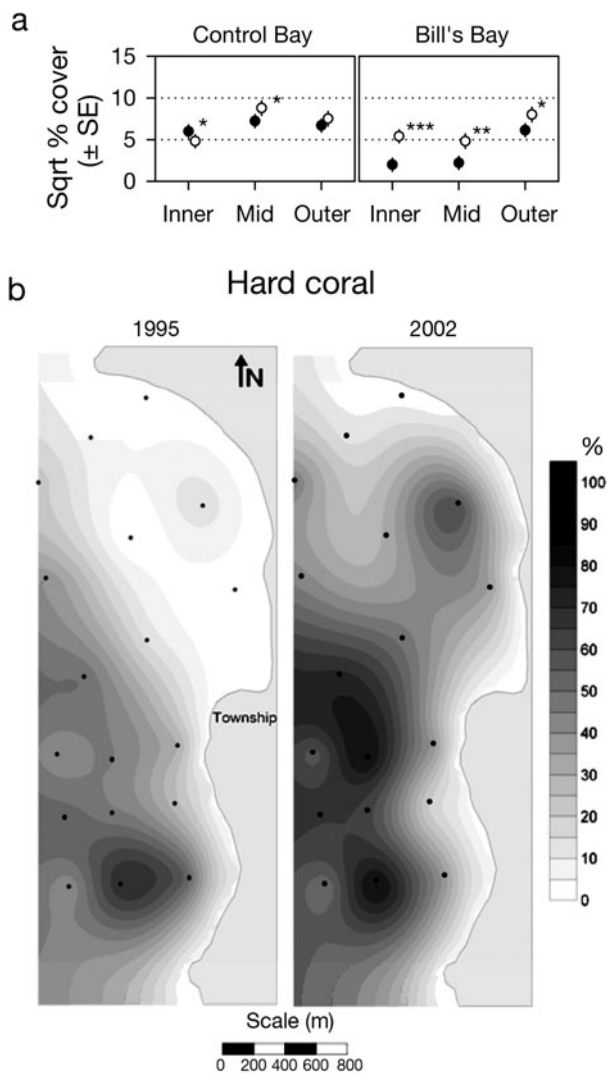 a
Control Bay Bill's Bay
Sqrt % cover
(± SE)
15
10
5
0
* *
*** ** *
Inner Mid Outer Inner Mid Outer
b
Hard coral
1995 2002
N
%
100
90
80
70
60
50
40
30
20
10
0
Township
Scale (m)
0 200 400 600 800